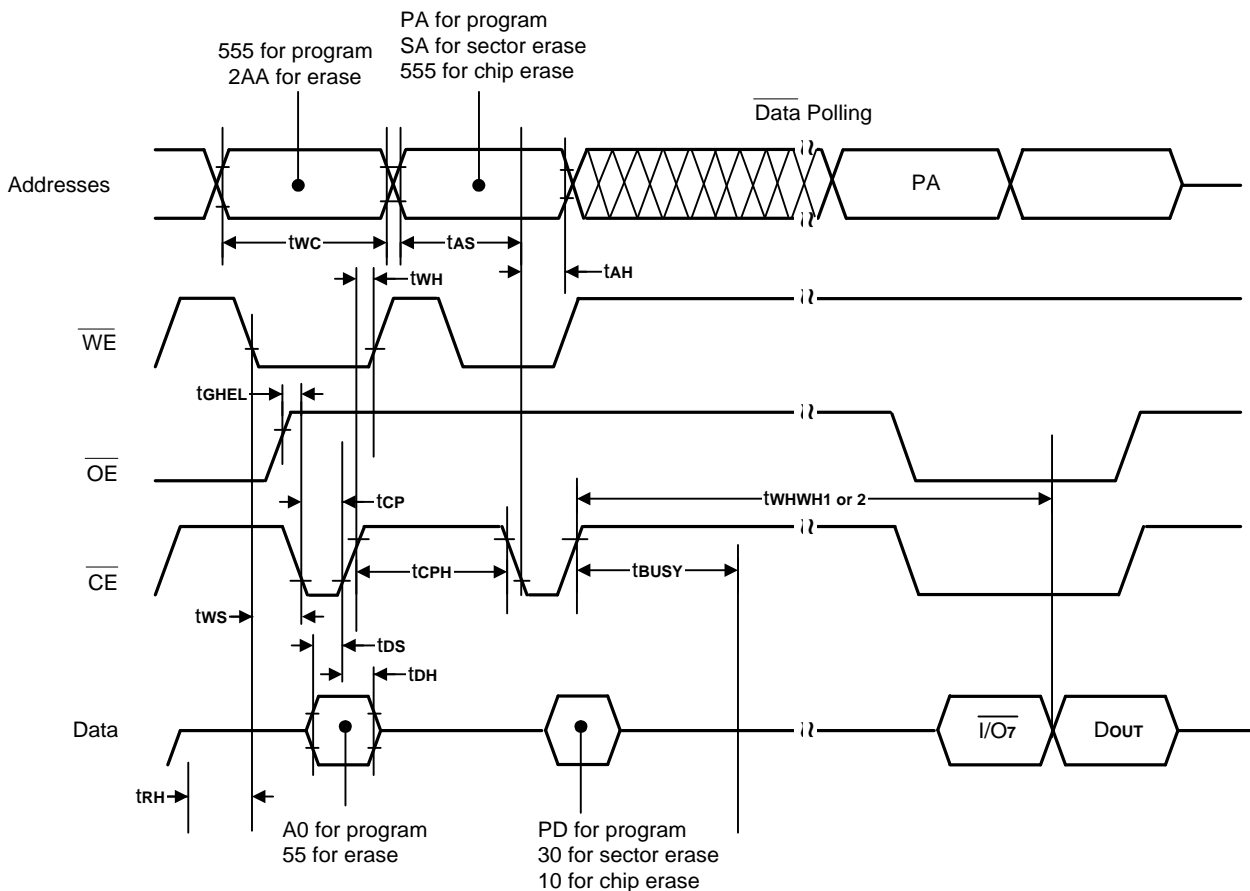 555 for program
2AA for erase
PA for program
SA for sector erase
555 for chip erase
Data Polling
Addresses
PA
tWC
tAS
tWH
tAH
WE
tGHEL
OE
tCP
tWHWH1 or 2
CE
tCPH
tBUSY
tWS
tDS
tDH
Data
I/O7
DOUT
tRH
A0 for program
55 for erase
PD for program
30 for sector erase
10 for chip erase